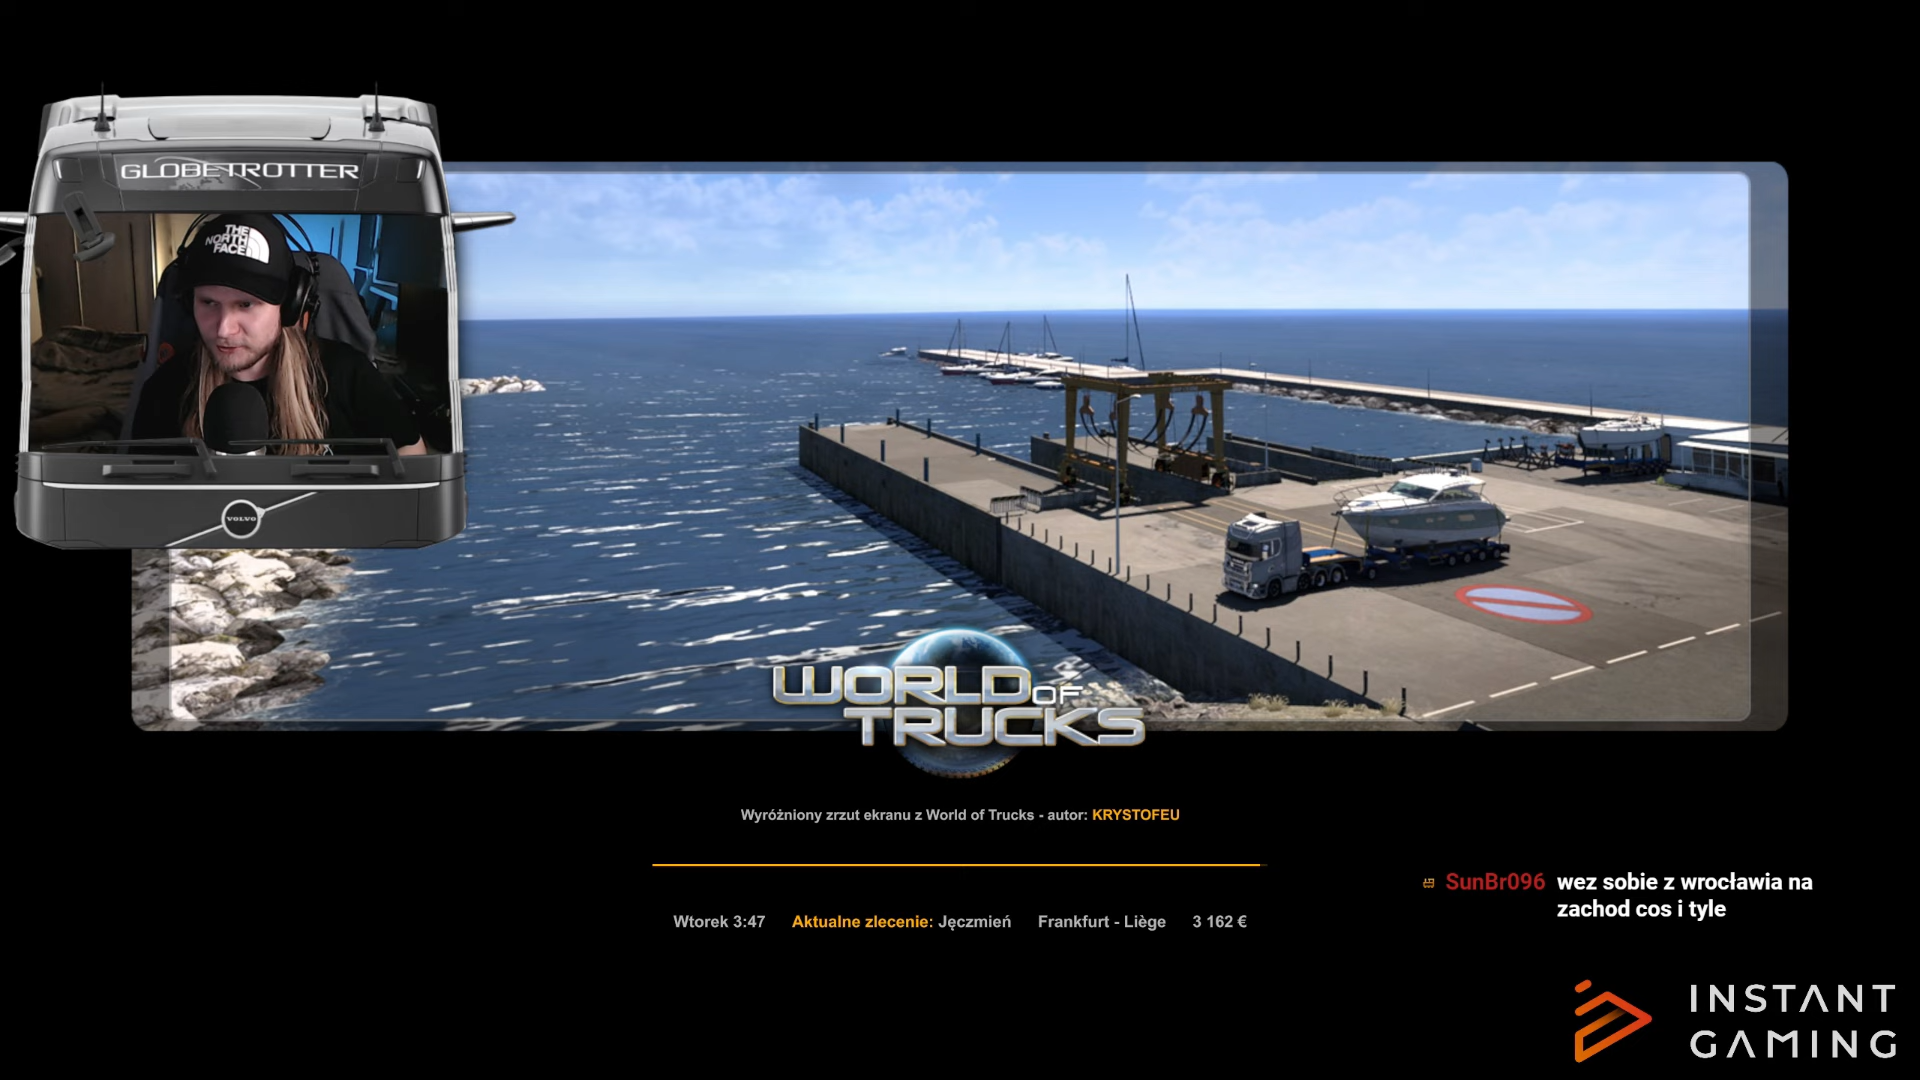 GLOBETROTTER
THE
NORTH
FACE
VOLVO
WORLD OF
TRUCKS
Wyróżniony zrzut ekranu z World of Trucks - autor: KRYSTOFEU
SunBr096 wez sobie z wrocławia na
zachod cos i tyle
Wtorek 3:47 Aktualne zlecenie: Jęczmień Frankfurt - Liège 3 162 €
INSTANT
GAMING